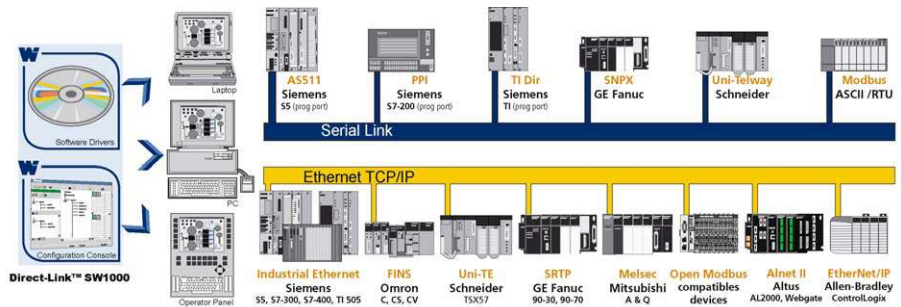 W
Software Drivers
W
Configuration Console
Direct-Link™ SW1000
Laptop
PC
Operator Panel
AS511
Siemens
S5 (prog port)
PPI
Siemens
S7-200 (prog port)
TI Dir
Siemens
TI (prog port)
SNPX
GE Fanuc
Uni-Telway
Schneider
Modbus
ASCII /RTU
Serial Link
Ethernet TCP/IP
Industrial Ethernet
Siemens
S5, S7-300, S7-400, TI 505
FINS
Omron
C, CS, CV
Uni-TE
Schneider
TSX57
SRTP
GE Fanuc
90-30, 90-70
Melsec
Mitsubishi
A & Q
Open Modbus
compatibles
devices
Alnet II
Altus
AL2000, Webgate
EtherNet/IP
Allen-Bradley
ControlLogix